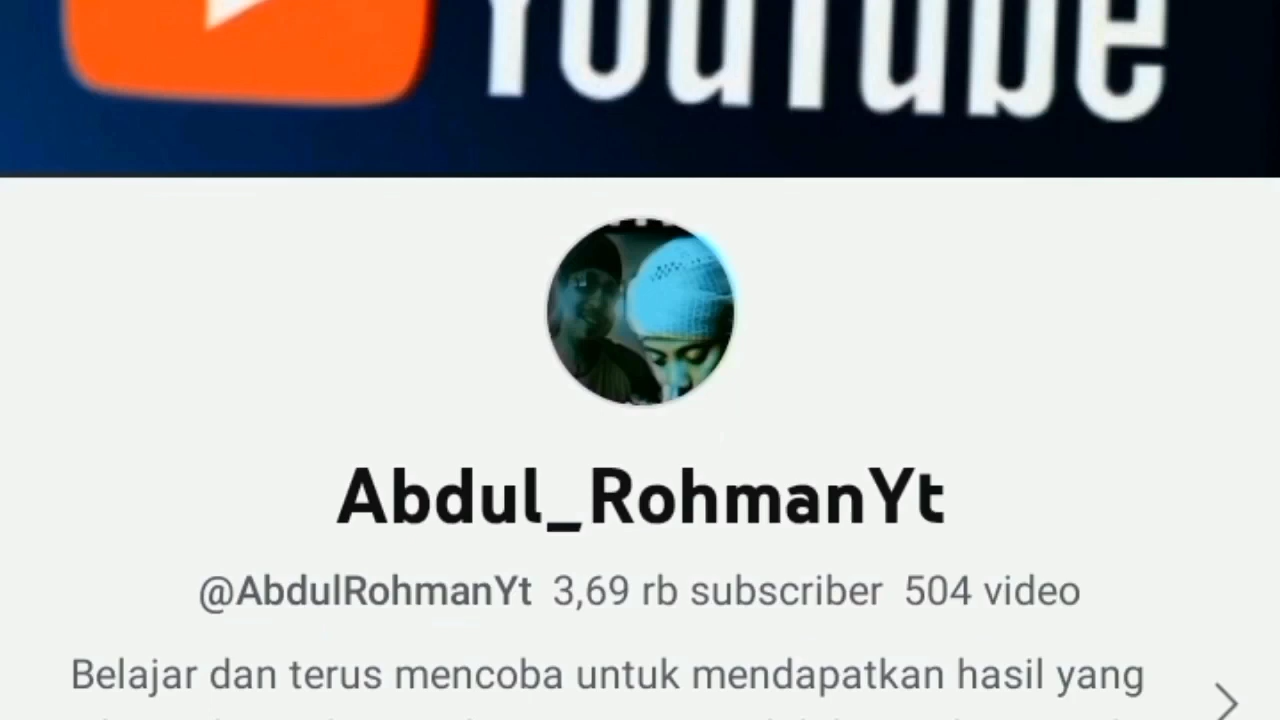 YouTube
Abdul_RohmanYt
@AbdulRohmanYt 3,69 rb subscriber 504 video
Belajar dan terus mencoba untuk mendapatkan hasil yang